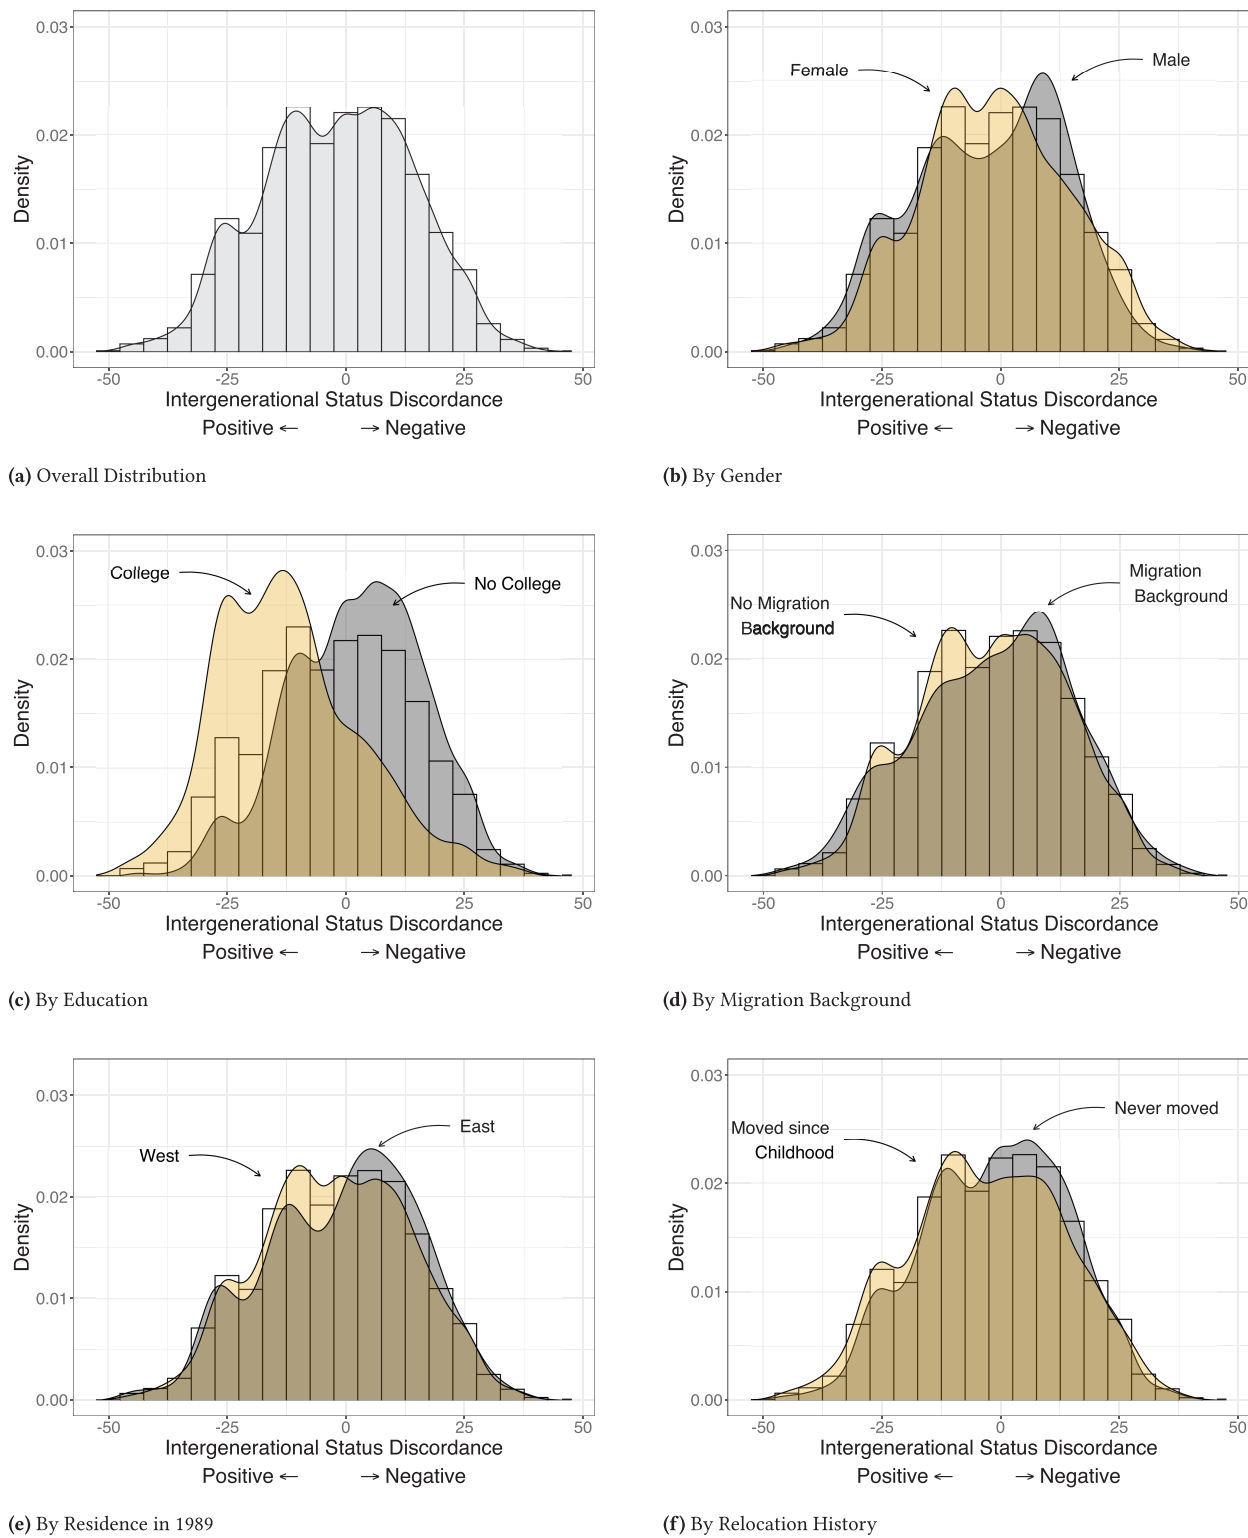 0.03
0.02
0.01
0.00
Density
-50 -25 0 25 50
Intergenerational Status Discordance
Positive ← → Negative
(a) Overall Distribution
Female
Male
0.03
0.02
0.01
0.00
Density
-50 -25 0 25 50
Intergenerational Status Discordance
Positive ← → Negative
(b) By Gender
College
No College
0.03
0.02
0.01
0.00
Density
-50 -25 0 25 50
Intergenerational Status Discordance
Positive ← → Negative
(c) By Education
No Migration
Background
Migration
Background
0.03
0.02
0.01
0.00
Density
-50 -25 0 25 50
Intergenerational Status Discordance
Positive ← → Negative
(d) By Migration Background
West
East
0.03
0.02
0.01
0.00
Density
-50 -25 0 25 50
Intergenerational Status Discordance
Positive ← → Negative
(e) By Residence in 1989
Moved since
Childhood
Never moved
0.03
0.02
0.01
0.00
Density
-50 -25 0 25 50
Intergenerational Status Discordance
Positive ← → Negative
(f) By Relocation History